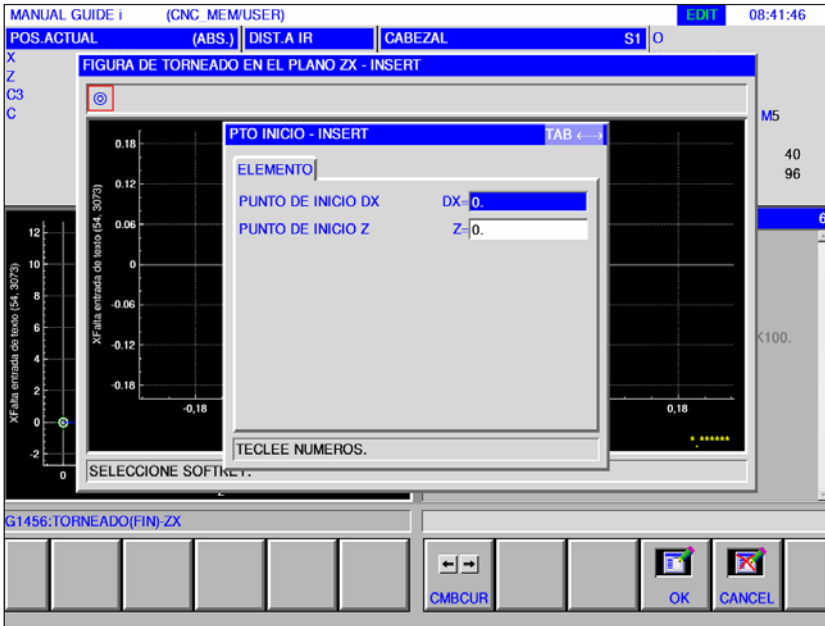 MANUAL GUIDE i (CNC_MEM/USER) EDIT 08:41:46
POS.ACTUAL (ABS.) DIST.A IR CABEZAL S1 O
X
Z
C3
C
FIGURA DE TORNEADO EN EL PLANO ZX - INSERT
M5
40
96
PTO INICIO - INSERT TAB ←→
ELEMENTO
PUNTO DE INICIO DX DX= 0.
PUNTO DE INICIO Z Z= 0.
TECLEE NUMEROS.
0.18
0.12
0.06
0
-0.06
-0.12
-0.18
XFalta entrada de texto (54, 3073)
-0,18 0,18
*.******
SELECCIONE SOFTKEY.
12
10
8
6
4
2
0
-2
XFalta entrada de texto (54, 3073)
0
6
K100.
G1456:TORNEADO(FIN)-ZX
CMBCUR OK CANCEL